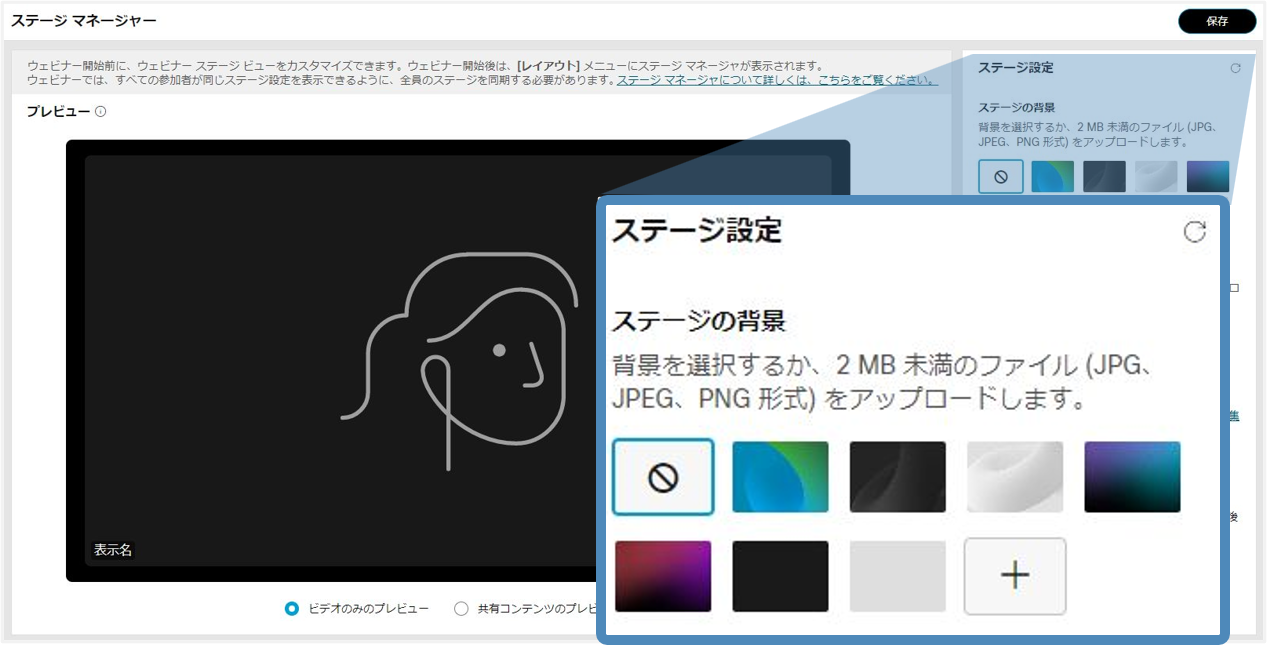 ステージ マネージャー
保存
ウェビナー開始前に、ウェビナー ステージ ビューをカスタマイズできます。ウェビナー開始後は、[レイアウト] メニューにステージ マネージャが表示されます。
ウェビナーでは、すべての参加者が同じステージ設定を表示できるように、全員のステージを同期する必要があります。ステージ マネージャについて詳しくは、こちらをご覧ください。
プレビュー
表示名
ビデオのみのプレビュー
共有コンテンツのプレビ
ステージ設定
ステージの背景
背景を選択するか、2 MB 未満のファイル (JPG、
JPEG、PNG 形式) をアップロードします。
ステージ設定
ステージの背景
背景を選択するか、2 MB 未満のファイル (JPG、
JPEG、PNG 形式) をアップロードします。
集
後